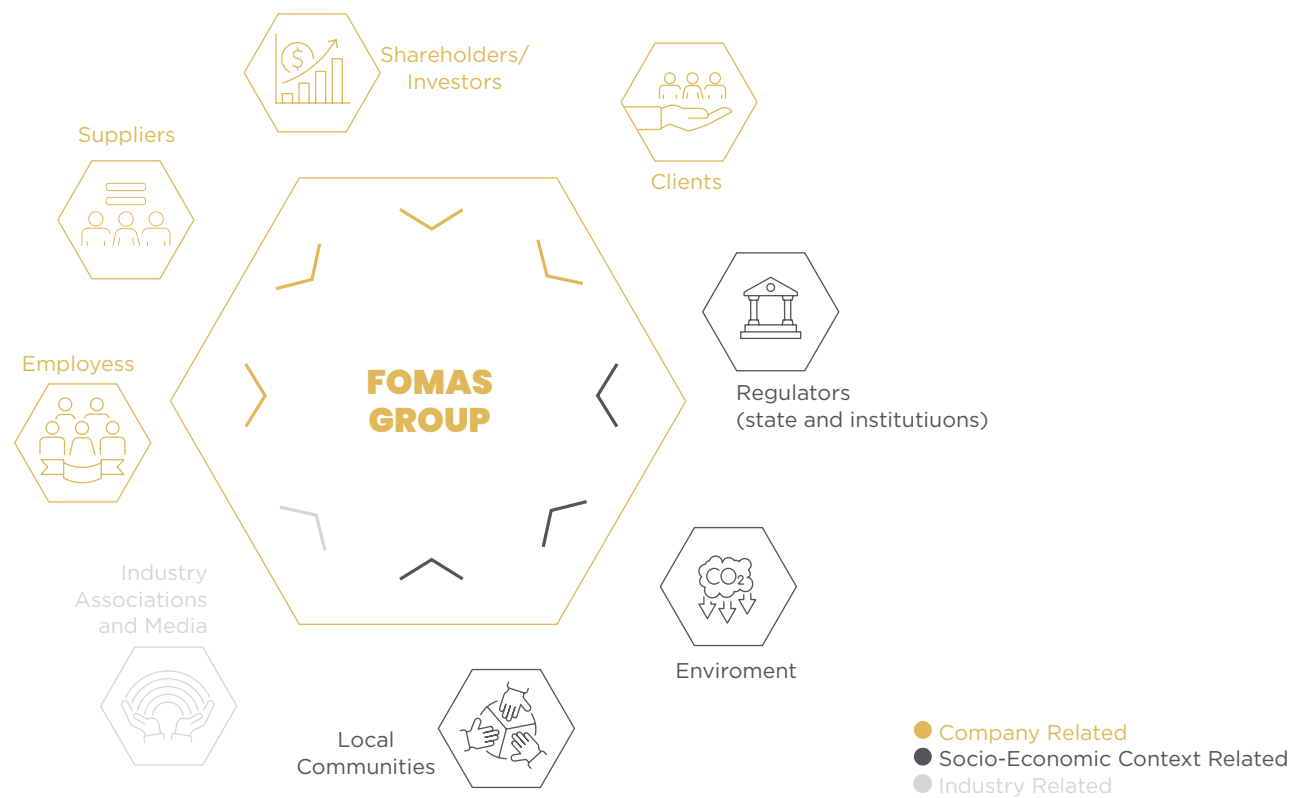 Shareholders/
Investors
Clients
Suppliers
Employess
FOMAS
GROUP
Regulators
(state and institutiuons)
Industry
Associations
and Media
CO2
Enviroment
Local
Communities
Company Related
Socio-Economic Context Related
Industry Related